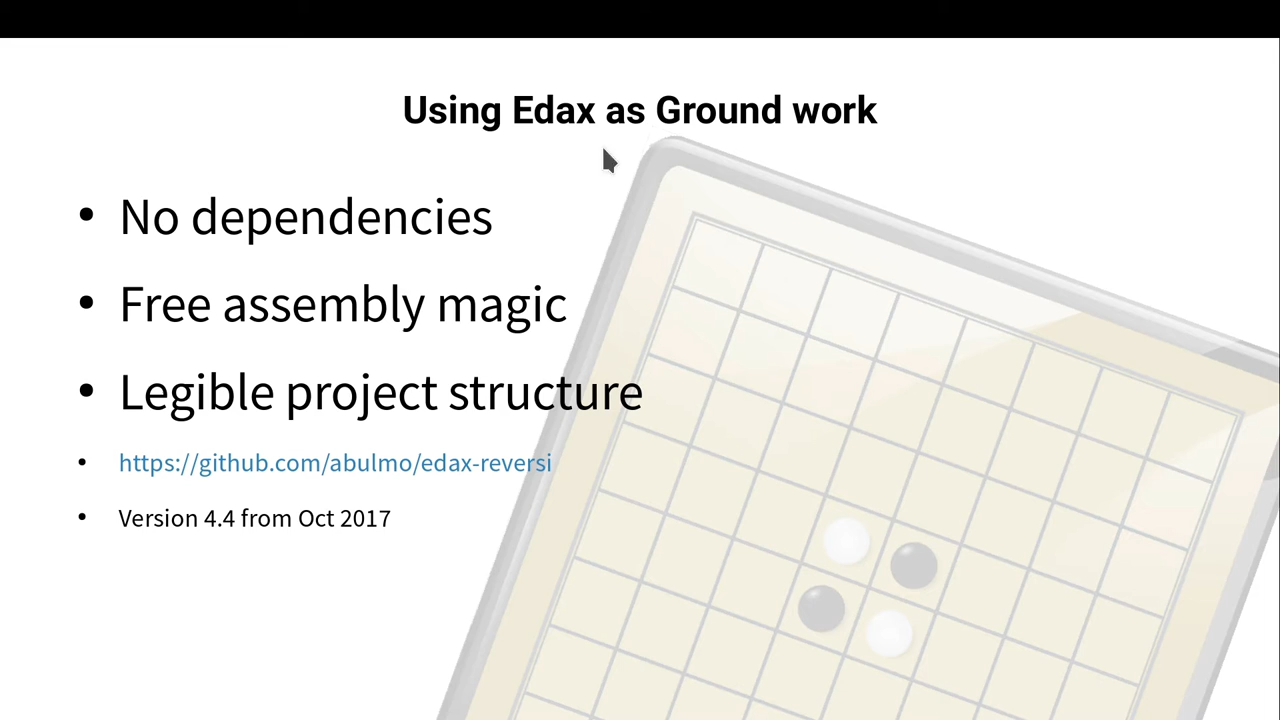 Using Edax as Ground work
• No dependencies
• Free assembly magic
• Legible project structure
• https://github.com/abulmo/edax-reversi
• Version 4.4 from Oct 2017